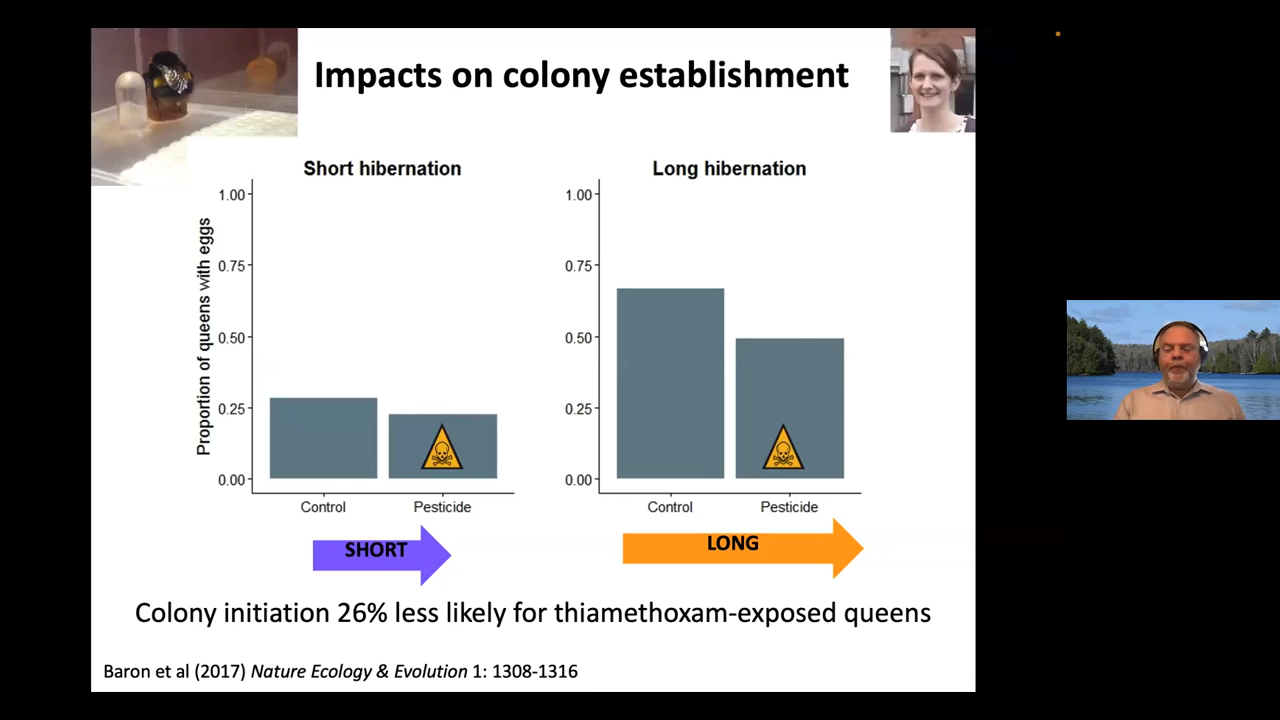 Impacts on colony establishment
Short hibernation
Long hibernation
Proportion of queens with eggs
1.00
0.75
0.50
0.25
0.00
Control
Pesticide
1.00
0.75
0.50
0.25
0.00
Control
Pesticide
SHORT
LONG
Colony initiation 26% less likely for thiamethoxam-exposed queens
Baron et al (2017) Nature Ecology & Evolution 1: 1308-1316